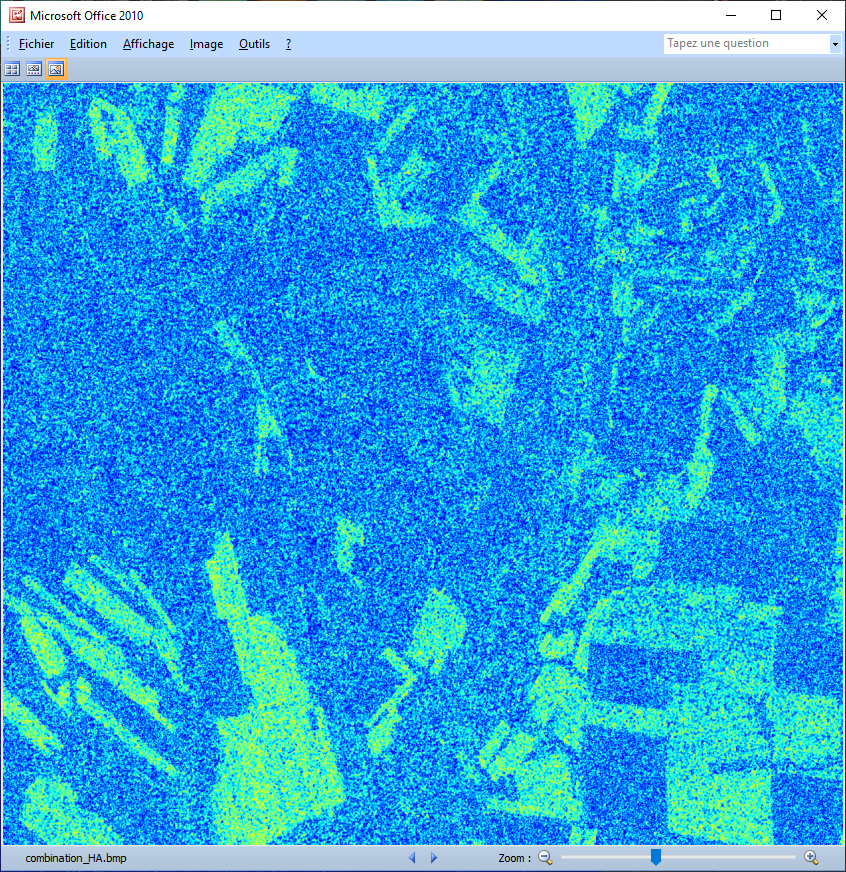 Microsoft Office 2010
Fichier Edition Affichage Image Outils ? Tapez une question
combination_HA.bmp Zoom :